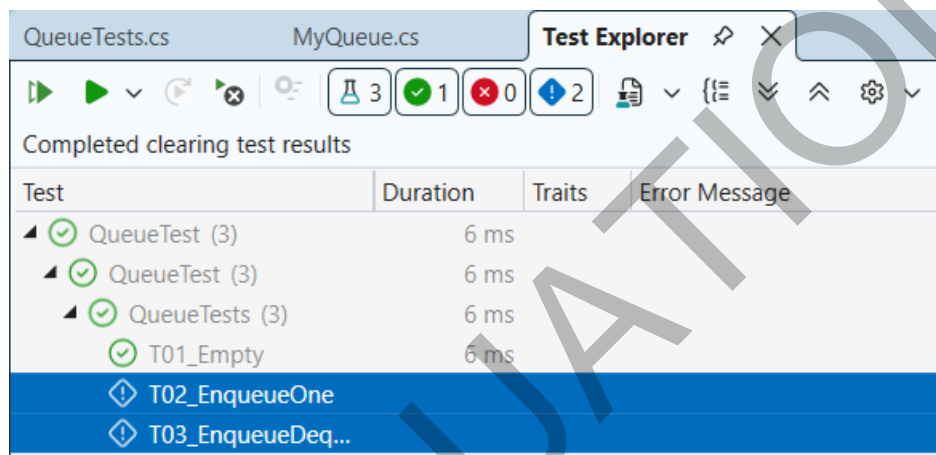 QueueTests.cs MyQueue.cs Test Explorer
3 1 0 2
Completed clearing test results
Test Duration Traits Error Message
QueueTest (3) 6 ms
QueueTest (3) 6 ms
QueueTests (3) 6 ms
T01_Empty 6 ms
T02_EnqueueOne
T03_EnqueueDeq...
UATION